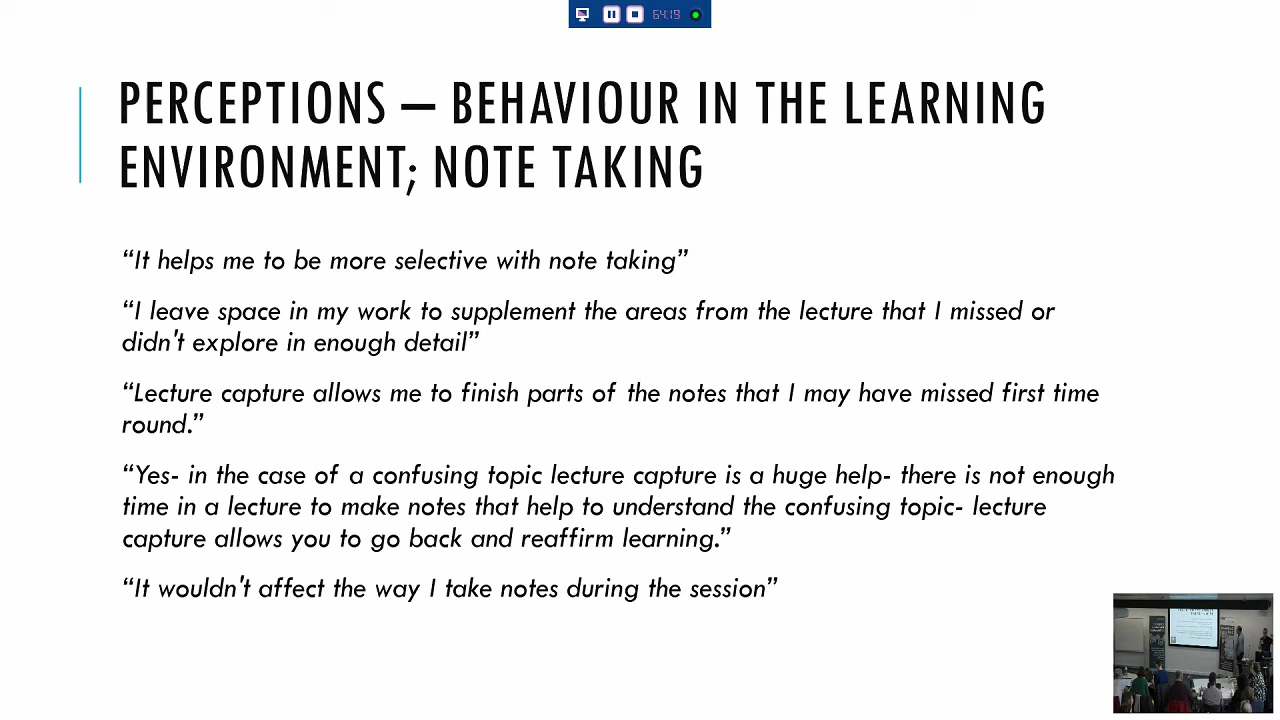 64:19
PERCEPTIONS – BEHAVIOUR IN THE LEARNING
ENVIRONMENT; NOTE TAKING
“It helps me to be more selective with note taking”
“I leave space in my work to supplement the areas from the lecture that I missed or
didn't explore in enough detail”
“Lecture capture allows me to finish parts of the notes that I may have missed first time
round.”
“Yes- in the case of a confusing topic lecture capture is a huge help- there is not enough
time in a lecture to make notes that help to understand the confusing topic- lecture
capture allows you to go back and reaffirm learning.”
“It wouldn't affect the way I take notes during the session”